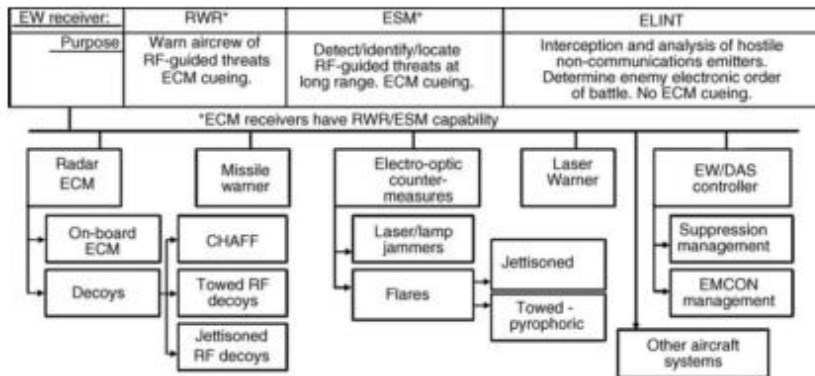 EW receiver:
RWR*
ESM*
ELINT
Purpose
Warn aircrew of
RF-guided threats
ECM cueing.
Detect/identify/locate
RF-guided threats at
long range. ECM cueing.
Interception and analysis of hostile
non-communications emitters.
Determine enemy electronic order
of battle. No ECM cueing.
*ECM receivers have RWR/ESM capability
Radar
ECM
Missile
warner
Electro-optic
counter-
measures
Laser
Warner
EW/DAS
controller
On-board
ECM
CHAFF
Laser/lamp
jammers
Suppression
management
Decoys
Towed RF
decoys
Flares
Jettisoned
EMCON
management
Jettisoned
RF decoys
Towed -
pyrophoric
Other aircraft
systems